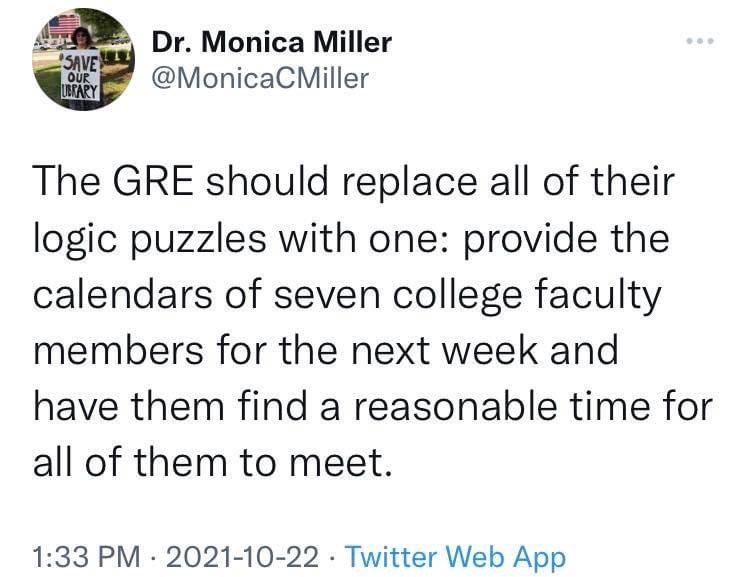 Dr. Monica Miller
@MonicaCMiller
SAVE
OUR
LIBRARY
The GRE should replace all of their
logic puzzles with one: provide the
calendars of seven college faculty
members for the next week and
have them find a reasonable time for
all of them to meet.
1:33 PM · 2021-10-22 · Twitter Web App